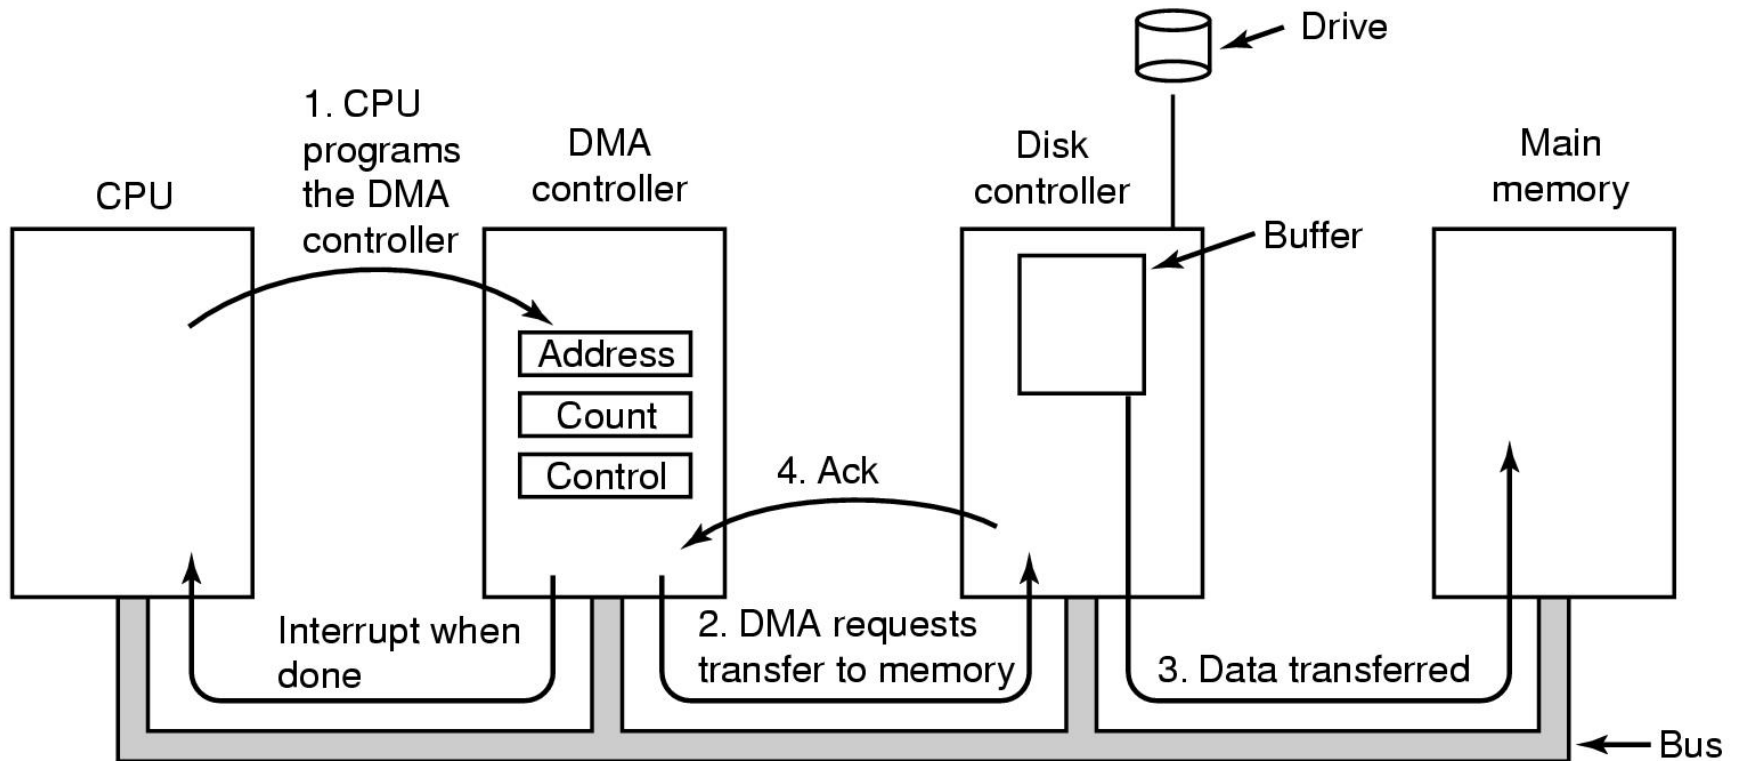 Drive
1. CPU
programs
the DMA
controller
CPU
DMA
controller
Disk
controller
Main
memory
Buffer
Address
Count
Control
4. Ack
Interrupt when
done
2. DMA requests
transfer to memory
3. Data transferred
Bus